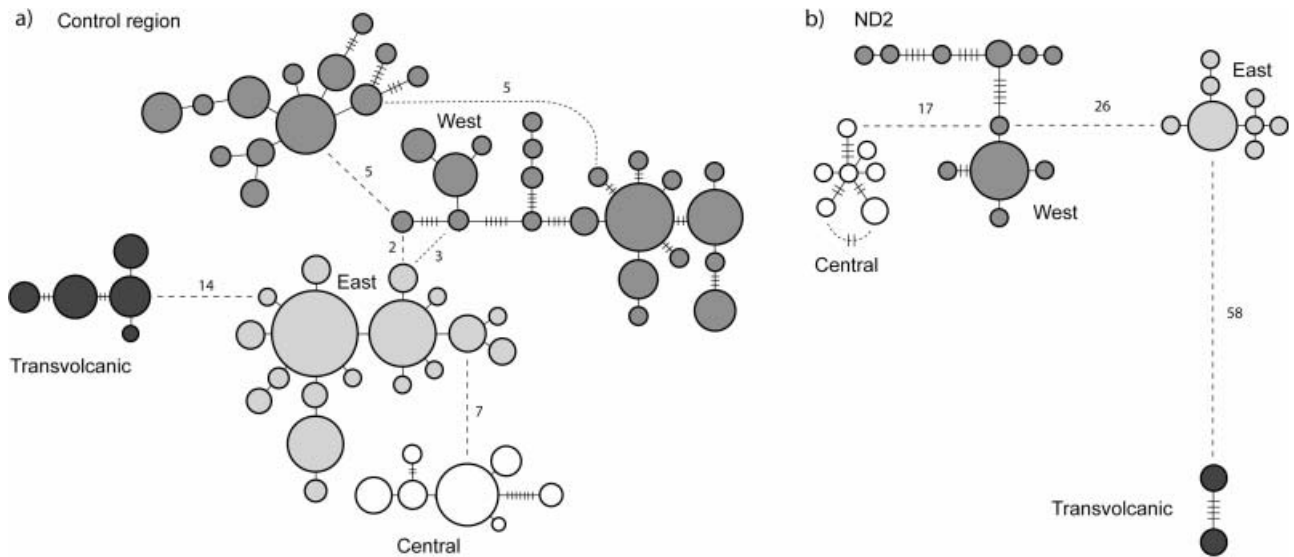 a) Control region
5
West
5
2
3
East
14
Transvolcanic
7
Central
b) ND2
East
17
26
West
Central
58
Transvolcanic